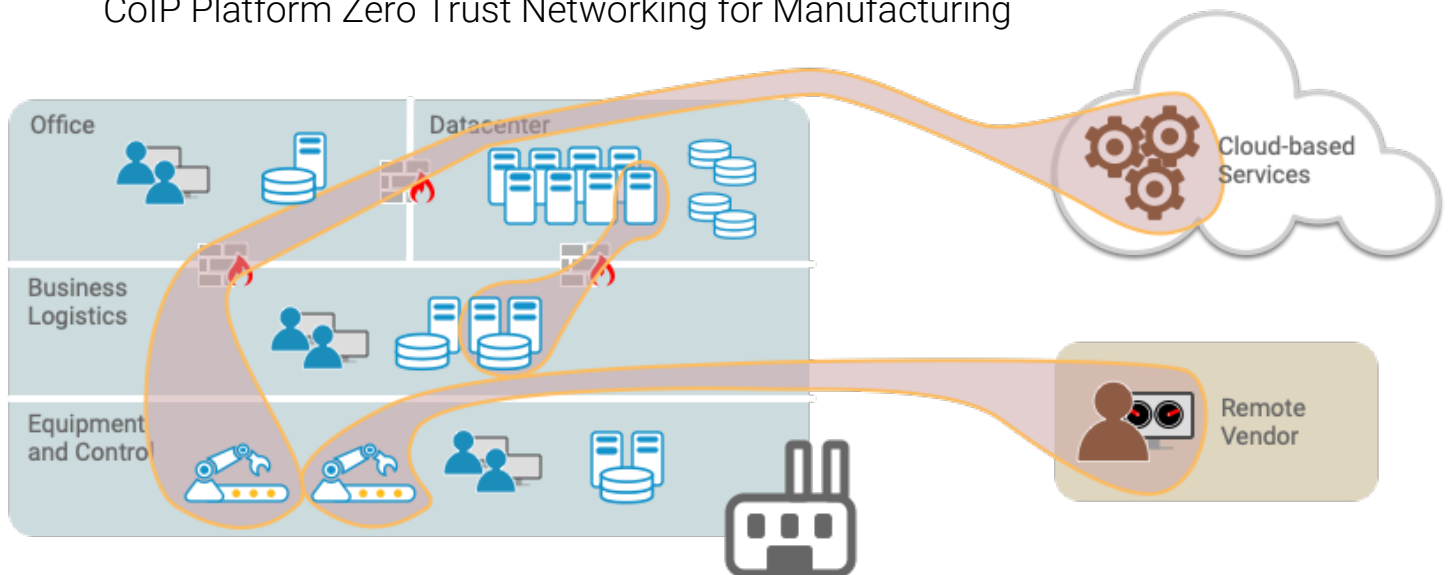 CoIP Platform Zero Trust Networking for Manufacturing
Office
Datacenter
Cloud-based
Services
Business
Logistics
Equipment
and Control
Remote
Vendor